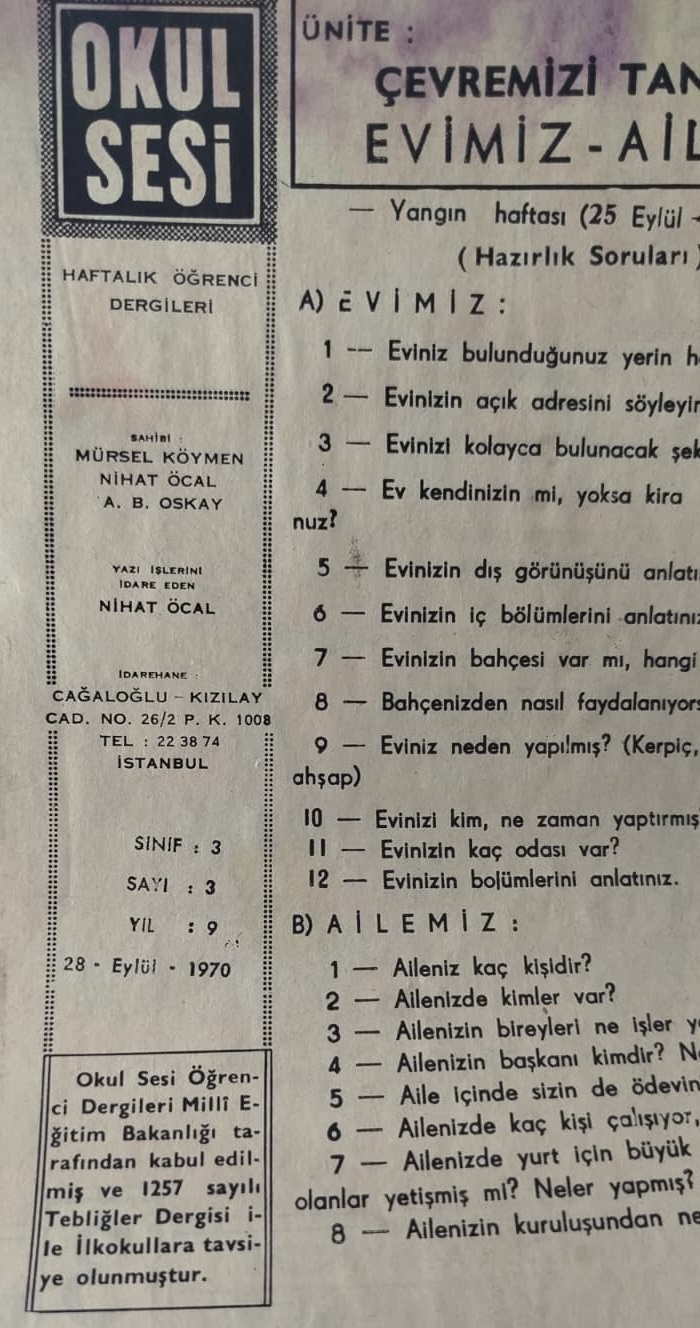 OKUL
SESİ
HAFTALIK ÖĞRENCİ
DERGİLERİ
SAHİBİ :
MÜRSEL KÖYMEN
NİHAT ÖCAL
A. B. OSKAY
YAZI İŞLERİNİ
İDARE EDEN
NİHAT ÖCAL
İDAREHANE :
CAĞALOĞLU - KIZILAY
CAD. NO. 26/2 P. K. 1008
TEL : 22 38 74
İSTANBUL
SINIF : 3
SAYI : 3
YIL : 9
28 - Eylül - 1970
Okul Sesi Öğren-
ci Dergileri Millî E-
ğitim Bakanlığı ta-
rafından kabul edil-
miş ve 1257 sayılı
Tebliğler Dergisi i-
le İlkokullara tavsi-
ye olunmuştur.
ÜNİTE :
ÇEVREMİZİ TAN
EVİMİZ-AİL
— Yangın haftası (25 Eylül -
( Hazırlık Soruları )
A) EVİMİZ :
1 -- Eviniz bulunduğunuz yerin h
2 — Evinizin açık adresini söyleyin
3 — Evinizi kolayca bulunacak şek
4 — Ev kendinizin mi, yoksa kira
nuz?
5 — Evinizin dış görünüşünü anlatı
6 — Evinizin iç bölümlerini anlatınız
7 — Evinizin bahçesi var mı, hangi
8 — Bahçenizden nasıl faydalanıyors
9 — Eviniz neden yapılmış? (Kerpiç,
ahşap)
10 — Evinizi kim, ne zaman yaptırmış
11 — Evinizin kaç odası var?
12 — Evinizin bolümlerini anlatınız.
B) AİLEMİZ :
1 — Aileniz kaç kişidir?
2 — Ailenizde kimler var?
3 — Ailenizin bireyleri ne işler y
4 — Ailenizin başkanı kimdir? N
5 — Aile içinde sizin de ödevin
6 — Ailenizde kaç kişi çalışıyor,
7 — Ailenizde yurt için büyük
olanlar yetişmiş mi? Neler yapmış?
8 — Ailenizin kuruluşundan ne